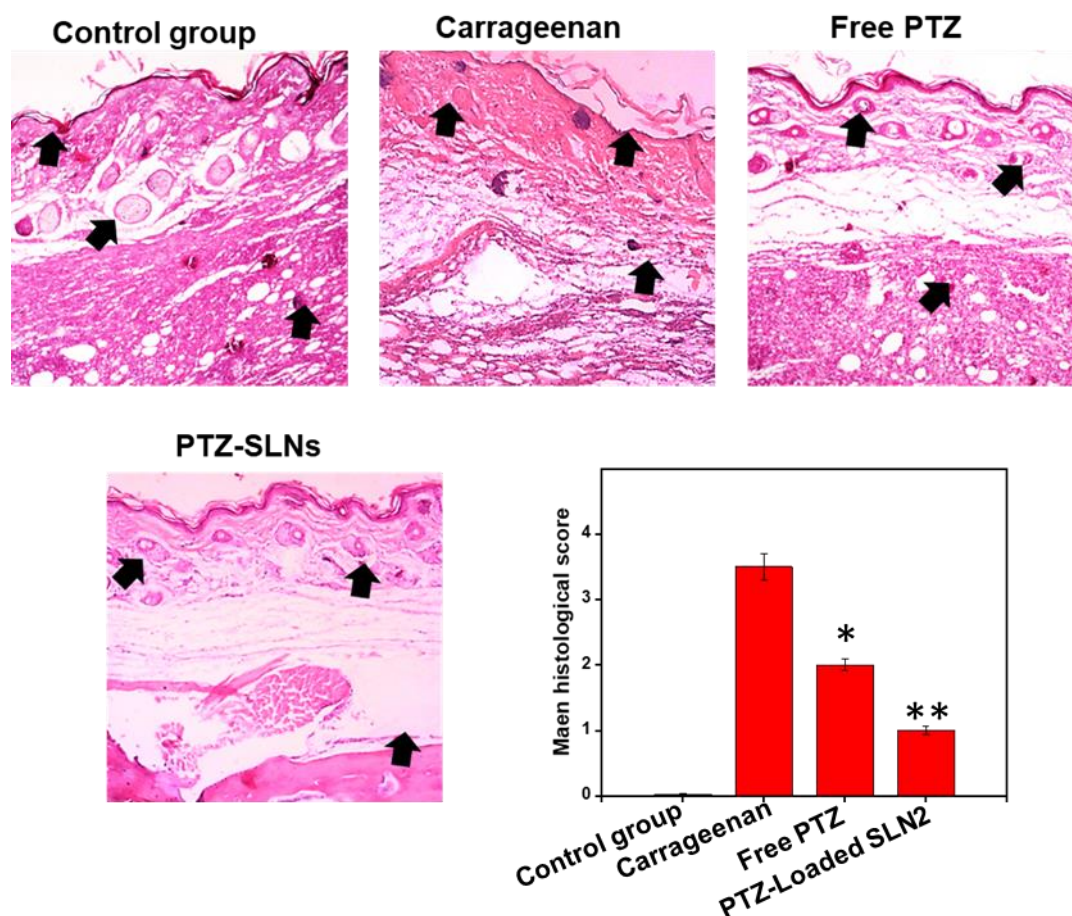 Control group
Carrageenan
Free PTZ
PTZ-SLNs
Maen histological score
4
3
2
1
0
*
**
Control group
Carrageenan
Free PTZ
PTZ-Loaded SLN2